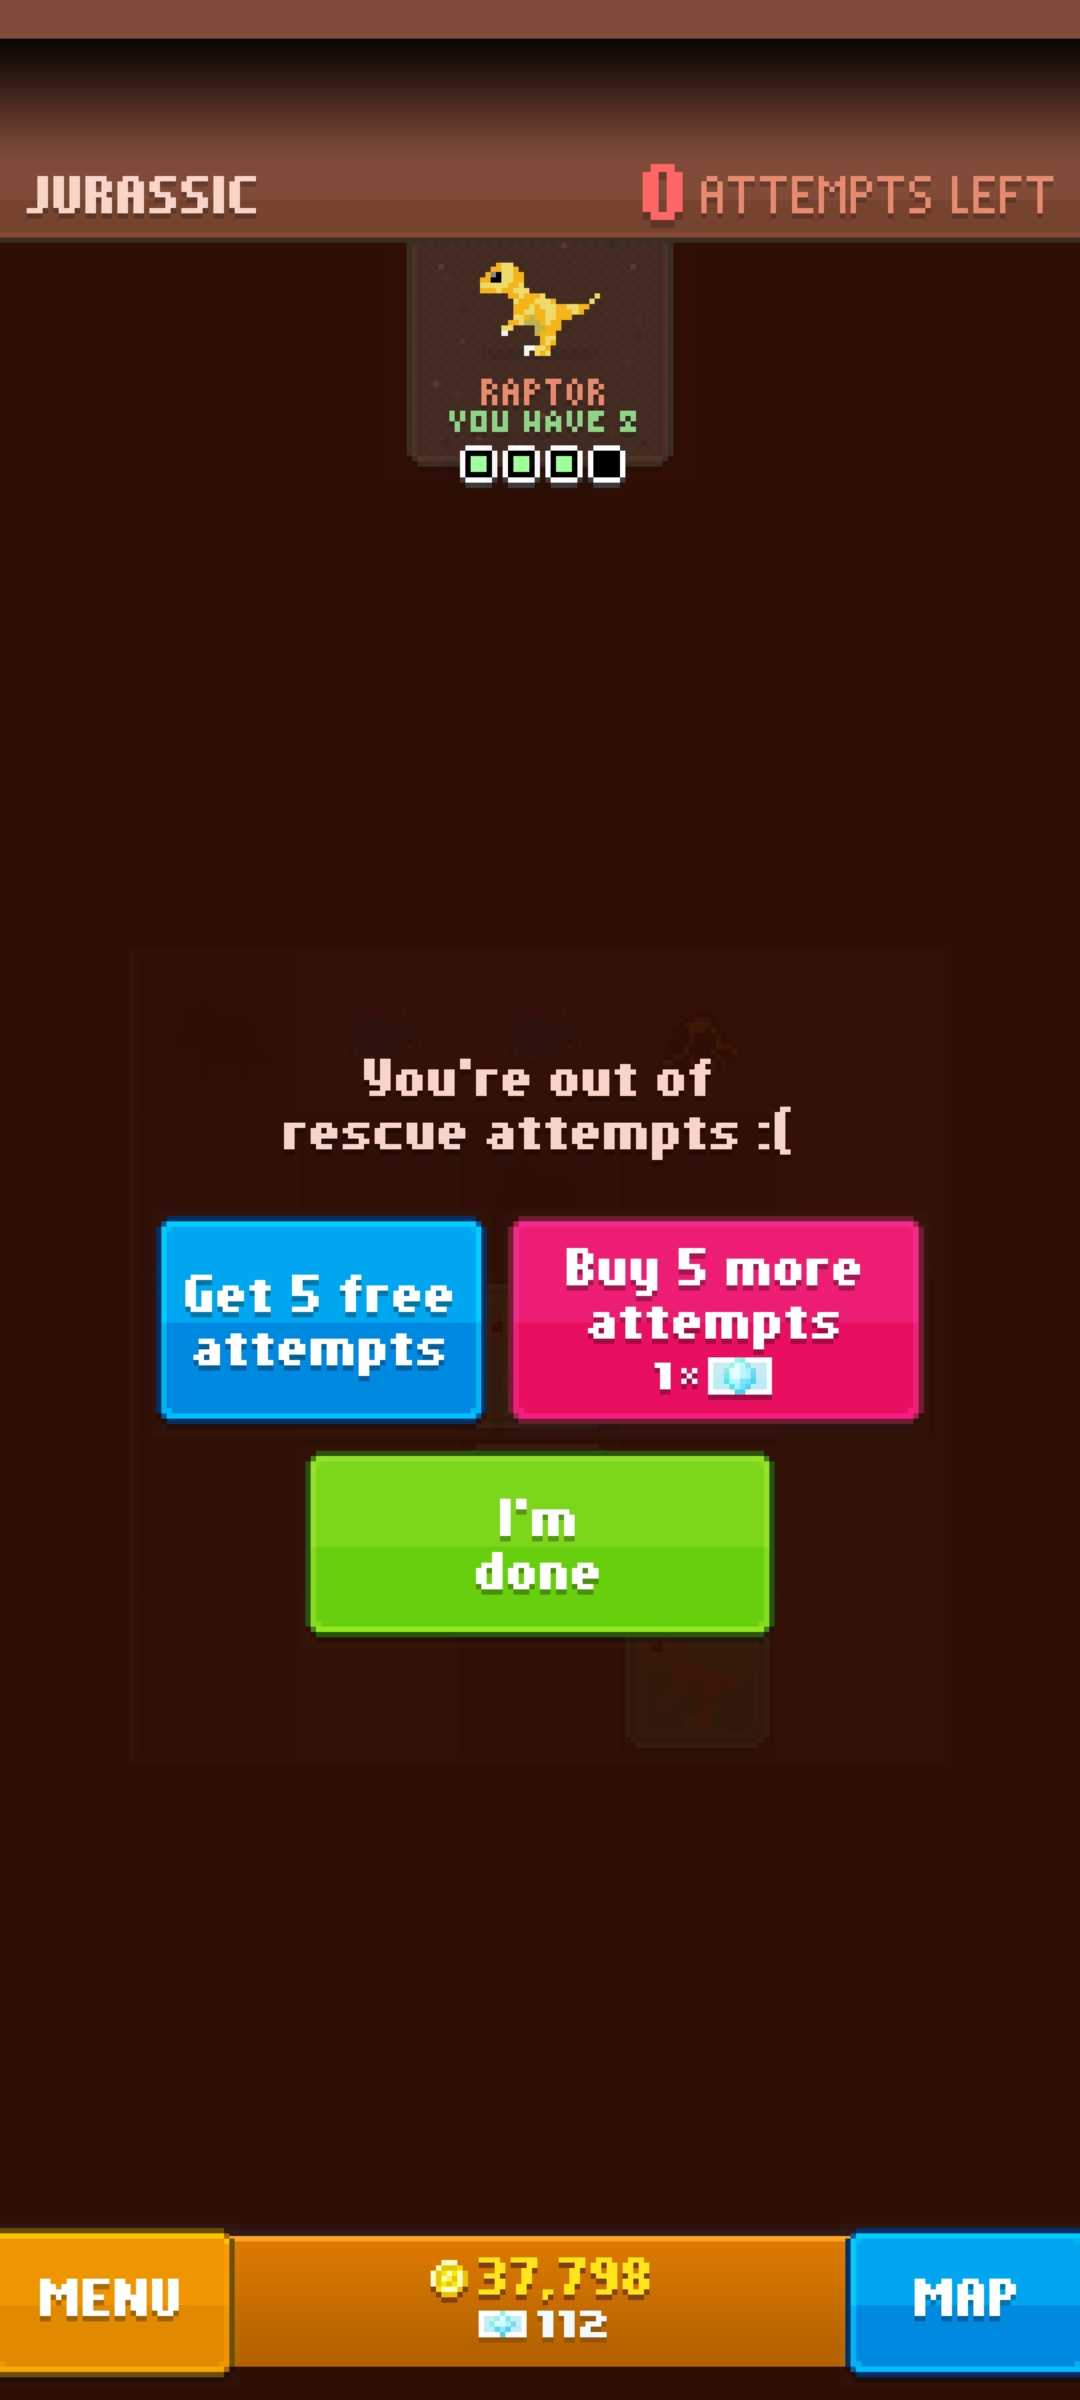 JURASSIC
0 ATTEMPTS LEFT
RAPTOR
YOU HAVE 2
You're out of
rescue attempts :(
Get 5 free
attempts
Buy 5 more
attempts
1×
I'm
done
MENU
37,798
112
MAP